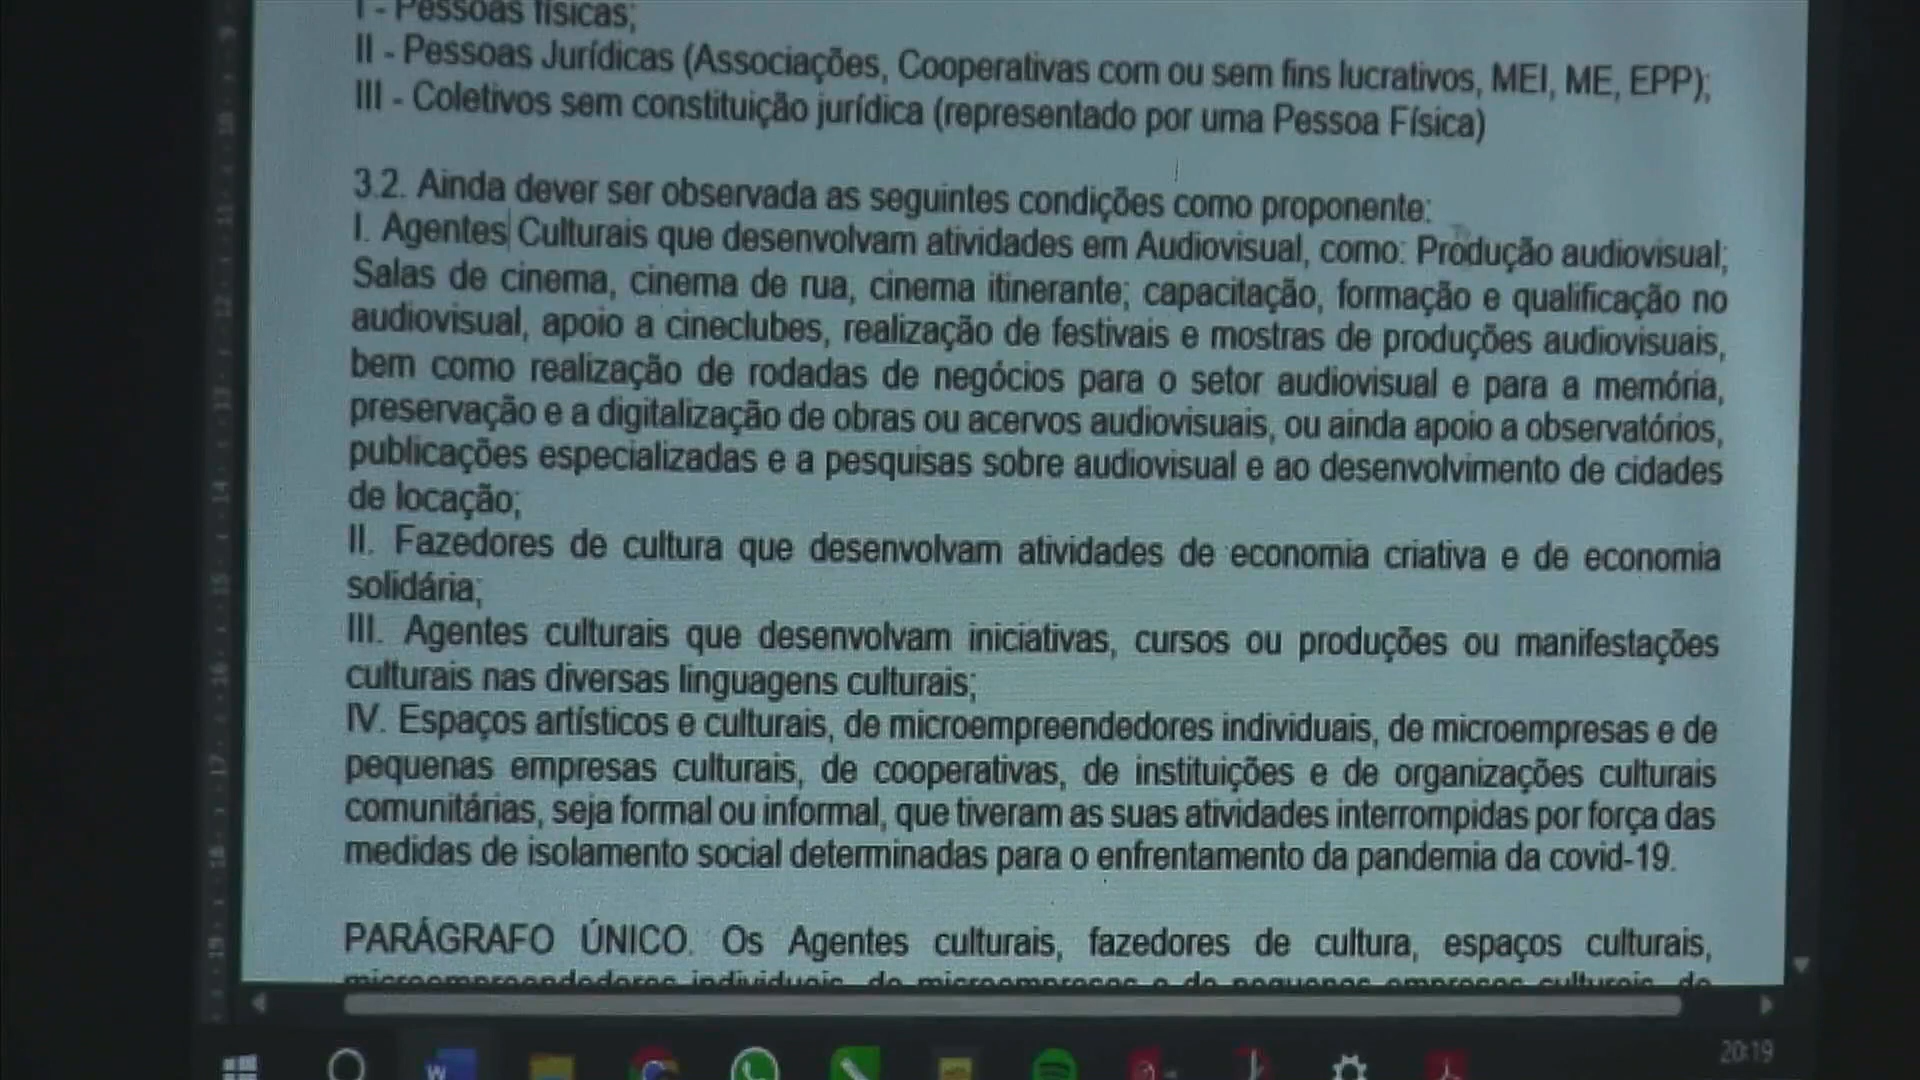 I - Pessoas físicas;
II - Pessoas Jurídicas (Associações, Cooperativas com ou sem fins lucrativos, MEI, ME, EPP);
III - Coletivos sem constituição jurídica (representado por uma Pessoa Física)
3.2. Ainda dever ser observada as seguintes condições como proponente:
I. Agentes Culturais que desenvolvam atividades em Audiovisual, como: Produção audiovisual;
Salas de cinema, cinema de rua, cinema itinerante; capacitação, formação e qualificação no
audiovisual, apoio a cineclubes, realização de festivais e mostras de produções audiovisuais,
bem como realização de rodadas de negócios para o setor audiovisual e para a memória,
preservação e a digitalização de obras ou acervos audiovisuais, ou ainda apoio a observatórios,
publicações especializadas e a pesquisas sobre audiovisual e ao desenvolvimento de cidades
de locação;
II. Fazedores de cultura que desenvolvam atividades de economia criativa e de economia
solidária;
III. Agentes culturais que desenvolvam iniciativas, cursos ou produções ou manifestações
culturais nas diversas linguagens culturais;
IV. Espaços artísticos e culturais, de microempreendedores individuais, de microempresas e de
pequenas empresas culturais, de cooperativas, de instituições e de organizações culturais
comunitárias, seja formal ou informal, que tiveram as suas atividades interrompidas por força das
medidas de isolamento social determinadas para o enfrentamento da pandemia da covid-19.
PARÁGRAFO ÚNICO. Os Agentes culturais, fazedores de cultura, espaços culturais,
microempreendedores individuais, de microempresas e de pequenas empresas culturais, de
20:19